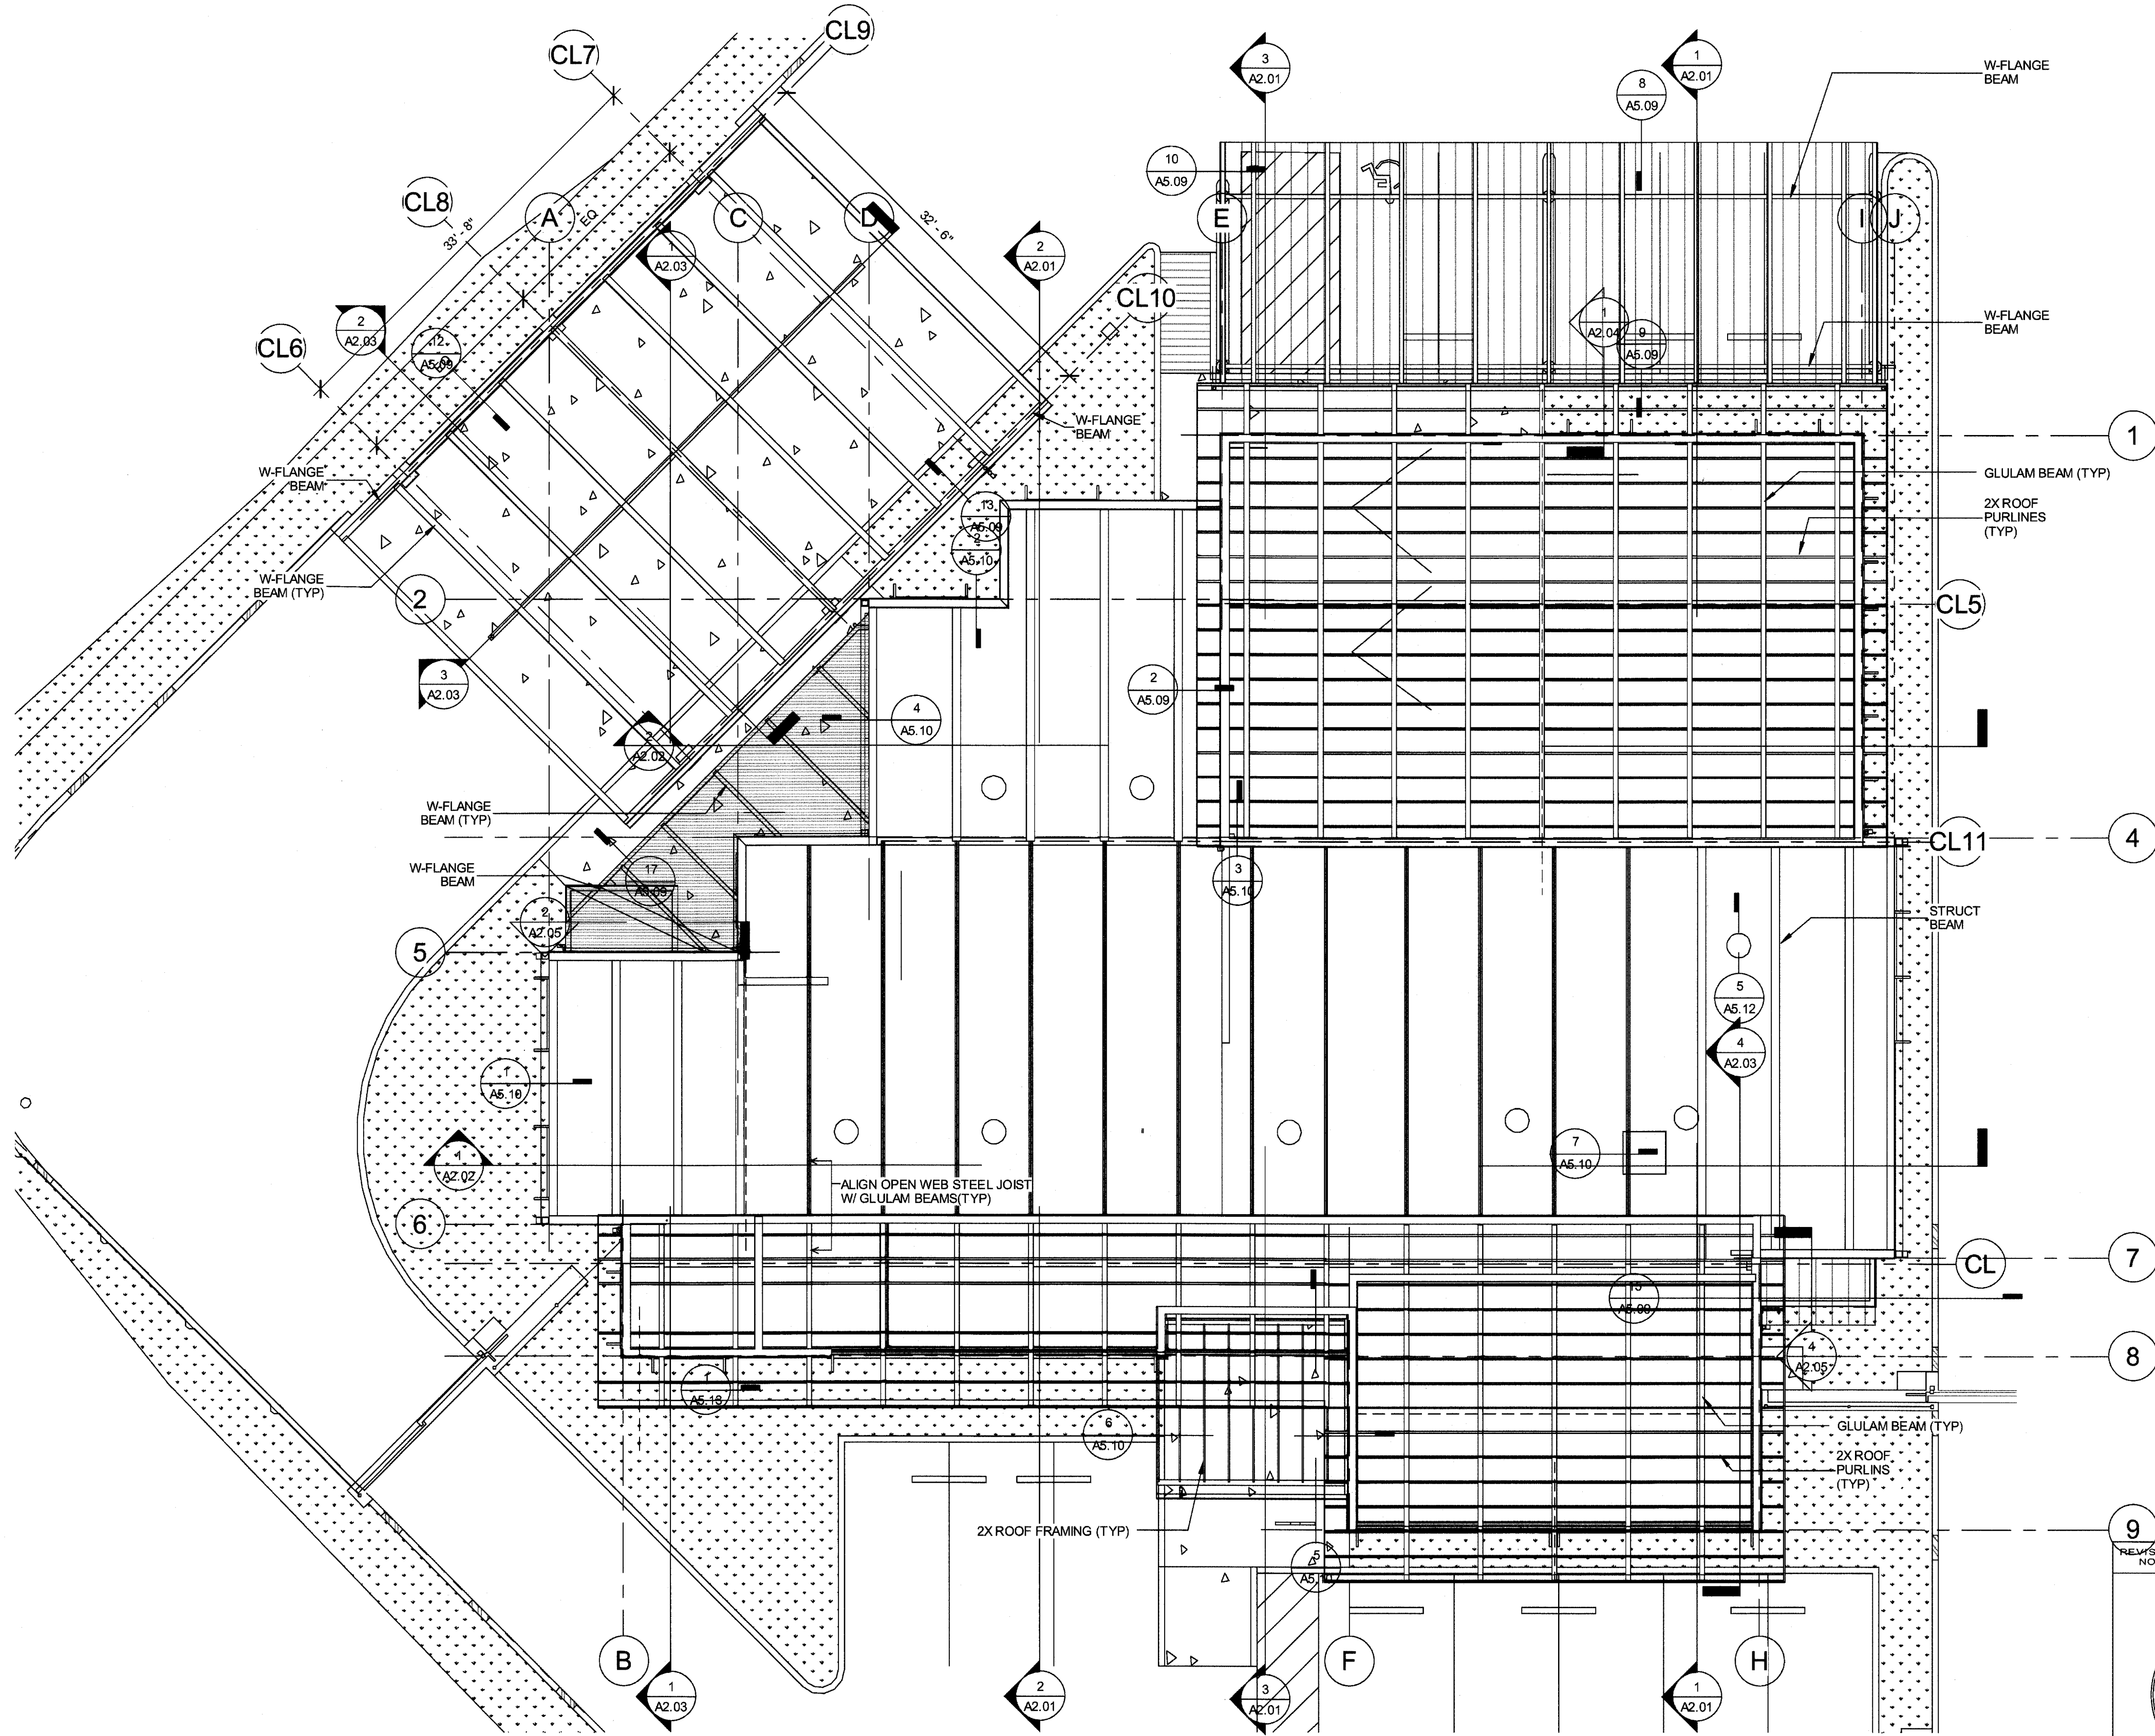 CL9
CL7
3
A2.01
1
A2.01
W-FLANGE
BEAM
8
A5.09
10
A5.09
CL8
A
C
D
E
I
J
33' - 8"
EQ
32' - 6"
1
A2.03
2
A2.01
CL10
CL6
2
A2.03
12
A5.09
1
A2.04
9
A5.09
W-FLANGE
BEAM
W-FLANGE
BEAM
1
W-FLANGE
BEAM
GLULAM BEAM (TYP)
2X ROOF
PURLINES
(TYP)
13
A5.09
2
A5.10
W-FLANGE
BEAM (TYP)
2
CL5
3
A2.03
2
A5.09
4
A5.10
2
A2.02
W-FLANGE
BEAM (TYP)
4
CL11
W-FLANGE
BEAM
17
A5.09
3
A5.10
2
A2.05
STRUCT
BEAM
5
5
A5.12
4
A2.03
1
A5.10
1
A2.02
7
A5.10
ALIGN OPEN WEB STEEL JOIST
W/ GLULAM BEAMS(TYP)
6
7
CL
8
4
A2.05
1
A5.13
6
A5.10
GLULAM BEAM (TYP)
2X ROOF
PURLINS
(TYP)
2X ROOF FRAMING (TYP)
9
REVIS
NO
5
B
F
H
1
A2.03
2
A2.01
3
A2.01
1
A2.01